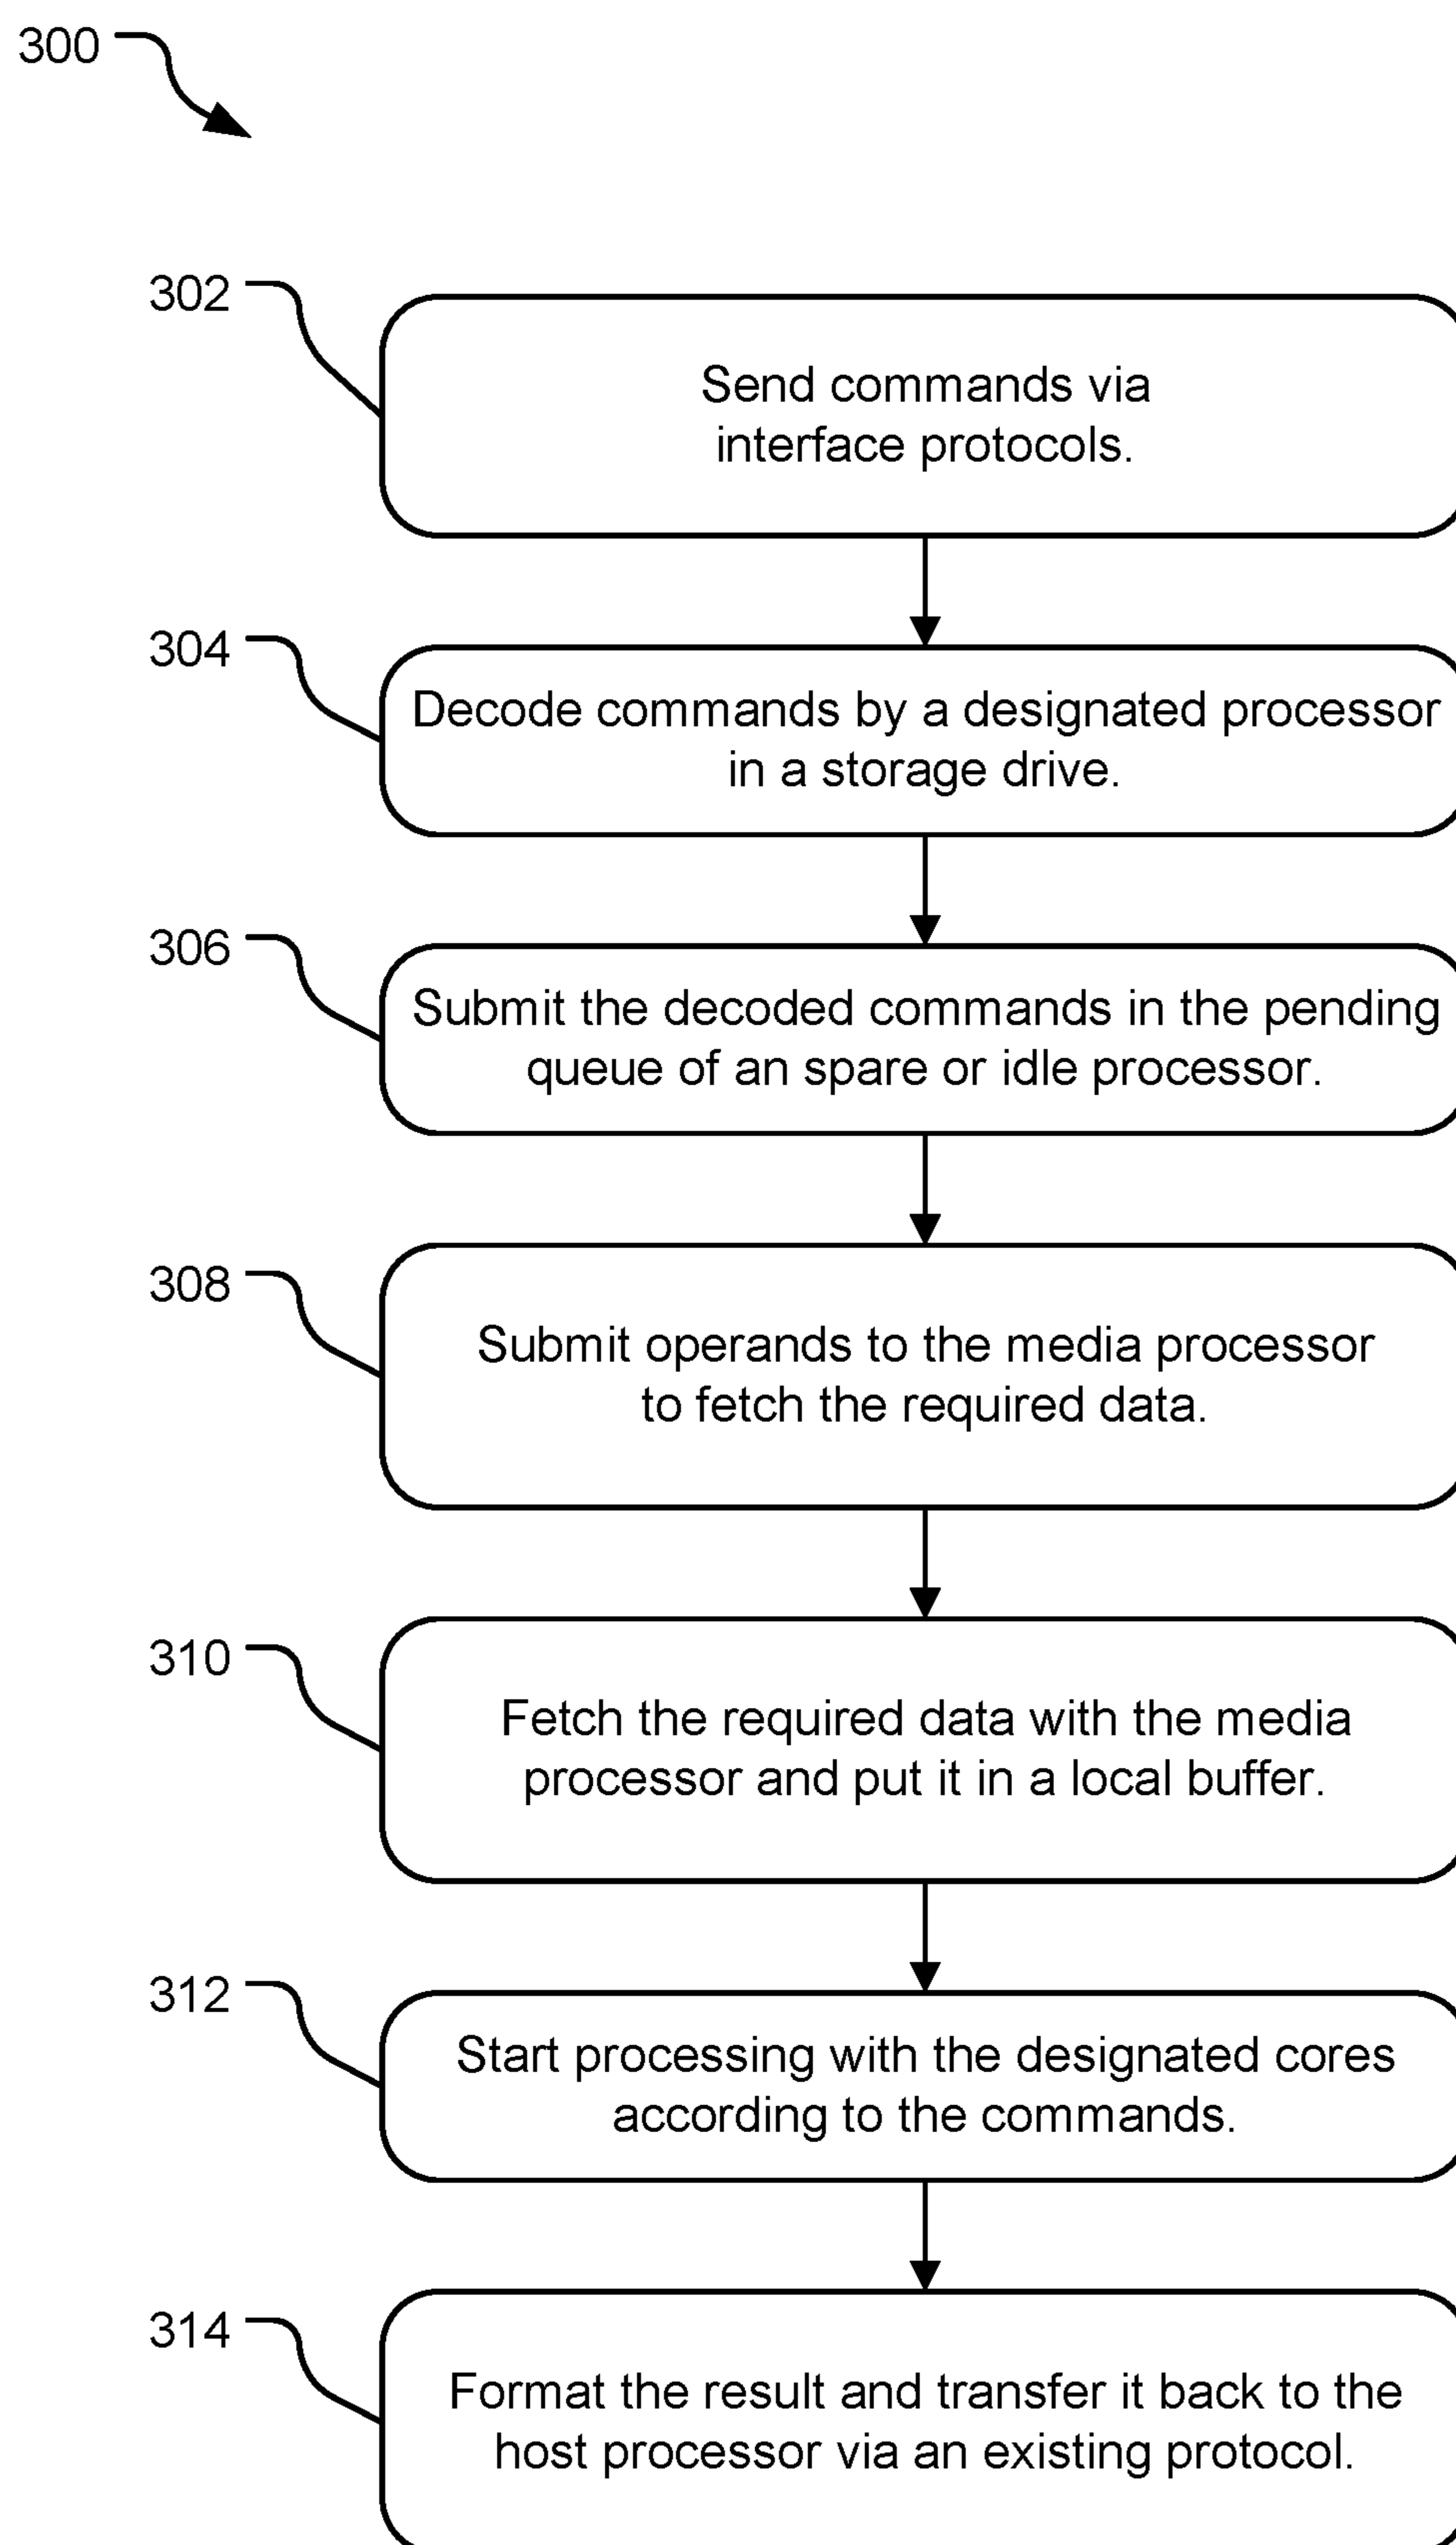 300
302
Send commands via
interface protocols.
304
Decode commands by a designated processor
in a storage drive.
306
Submit the decoded commands in the pending
queue of an spare or idle processor.
308
Submit operands to the media processor
to fetch the required data.
310
Fetch the required data with the media
processor and put it in a local buffer.
312
Start processing with the designated cores
according to the commands.
314
Format the result and transfer it back to the
host processor via an existing protocol.